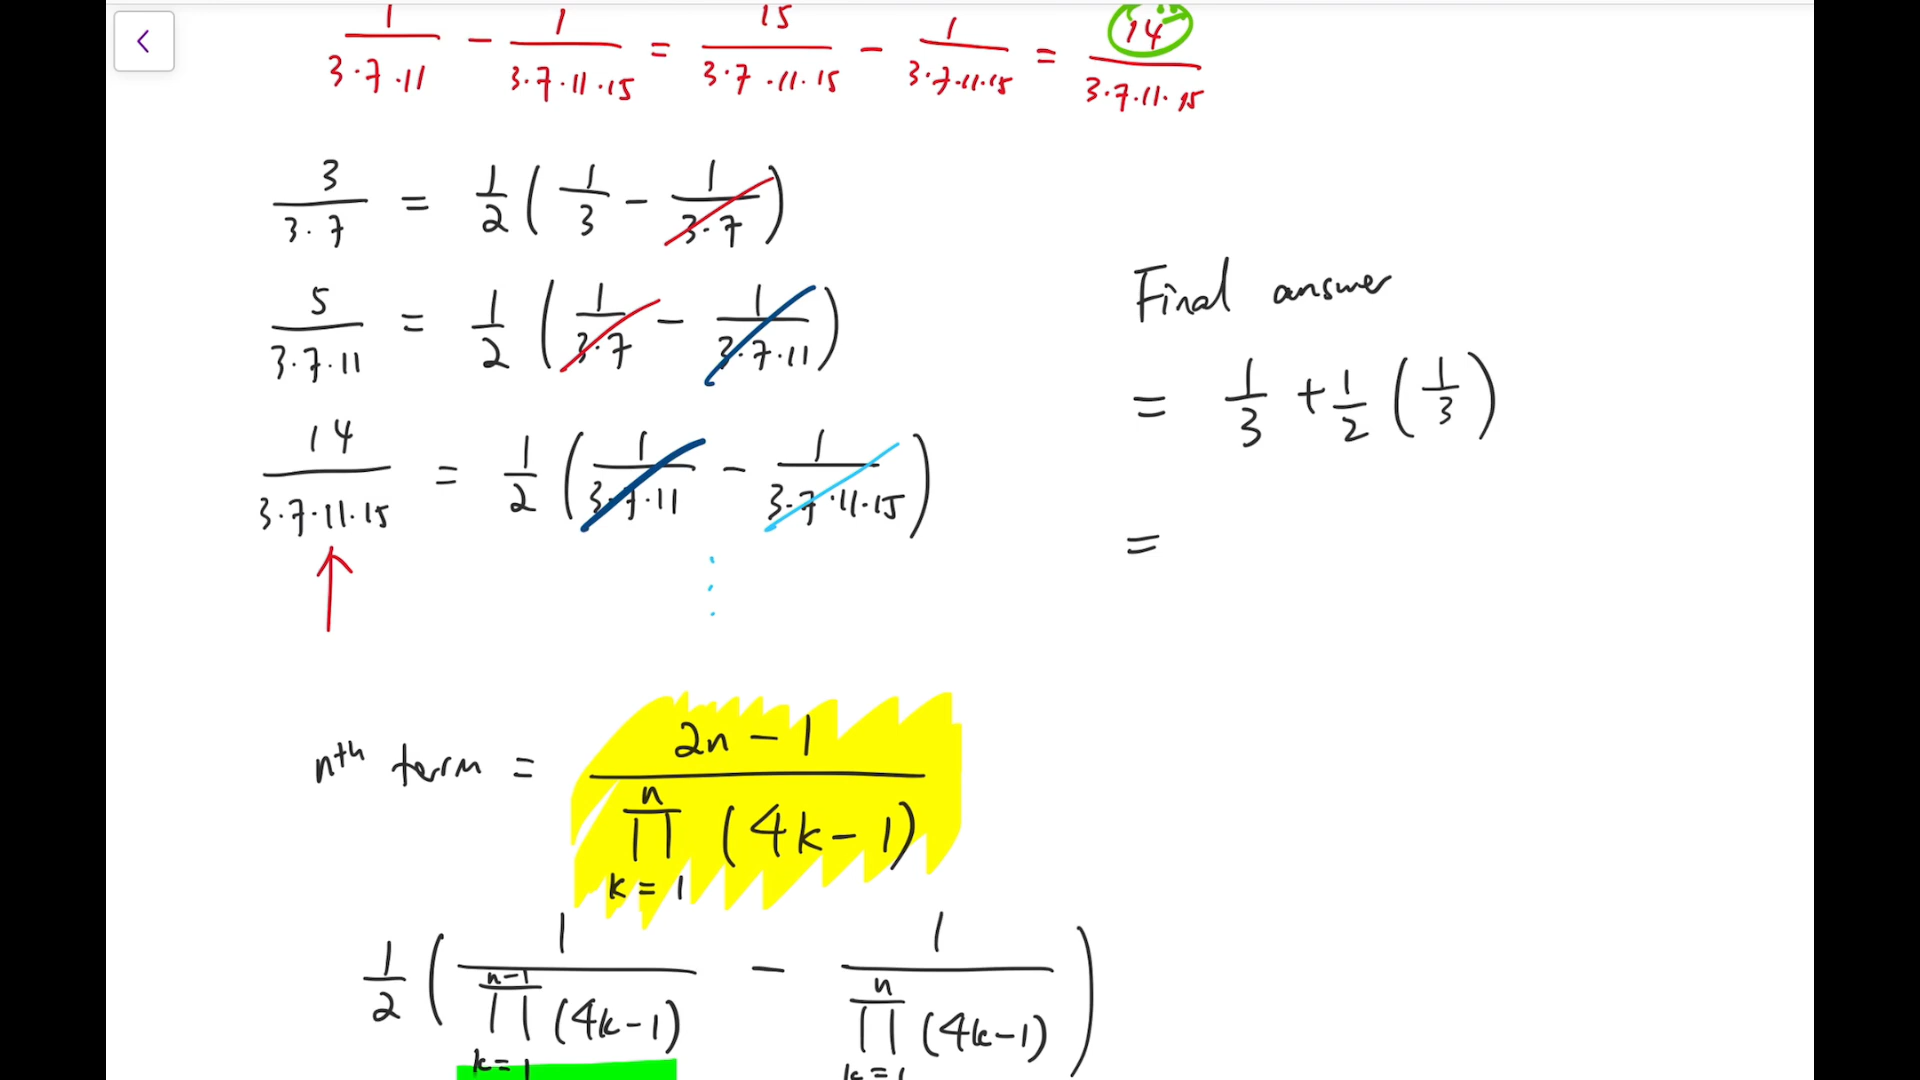 1/(3·7·11) − 1/(3·7·11·15) = 15/(3·7·11·15) − 1/(3·7·11·15) = 14/(3·7·11·15)
3/(3·7) = 1/2 (1/3 − 1/(3·7))
5/(3·7·11) = 1/2 (1/(3·7) − 1/(3·7·11))
14/(3·7·11·15) = 1/2 (1/(3·7·11) − 1/(3·7·11·15))
⋮
Final answer
= 1/3 + 1/2 (1/3)
=
nth term = (2n − 1)/(∏_{k=1}^{n} (4k − 1))
1/2 (1/(∏_{k=1}^{n−1} (4k−1)) − 1/(∏_{k=1}^{n} (4k−1)))